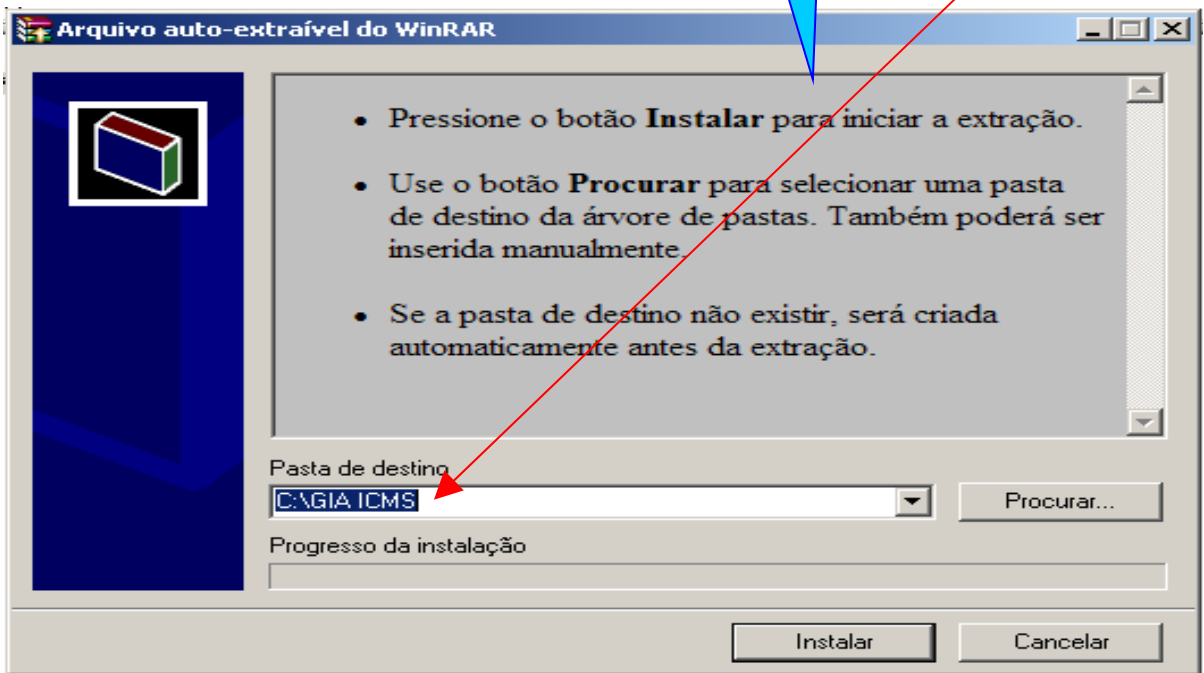 Arquivo auto-extraível do WinRAR
• Pressione o botão Instalar para iniciar a extração.
• Use o botão Procurar para selecionar uma pasta
de destino da árvore de pastas. Também poderá ser
inserida manualmente.
• Se a pasta de destino não existir, será criada
automaticamente antes da extração.
Pasta de destino
C:\GIA ICMS
Procurar...
Progresso da instalação
Instalar
Cancelar